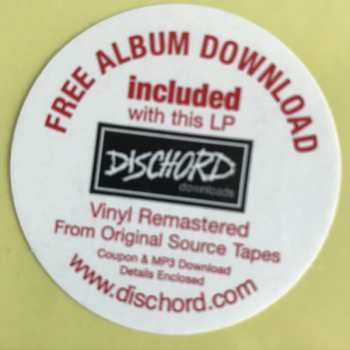 FREE ALBUM DOWNLOAD
included
with this LP
DISCHORD
downloads
Vinyl Remastered
From Original Source Tapes
Coupon & MP3 Download
Details Enclosed
www.dischord.com